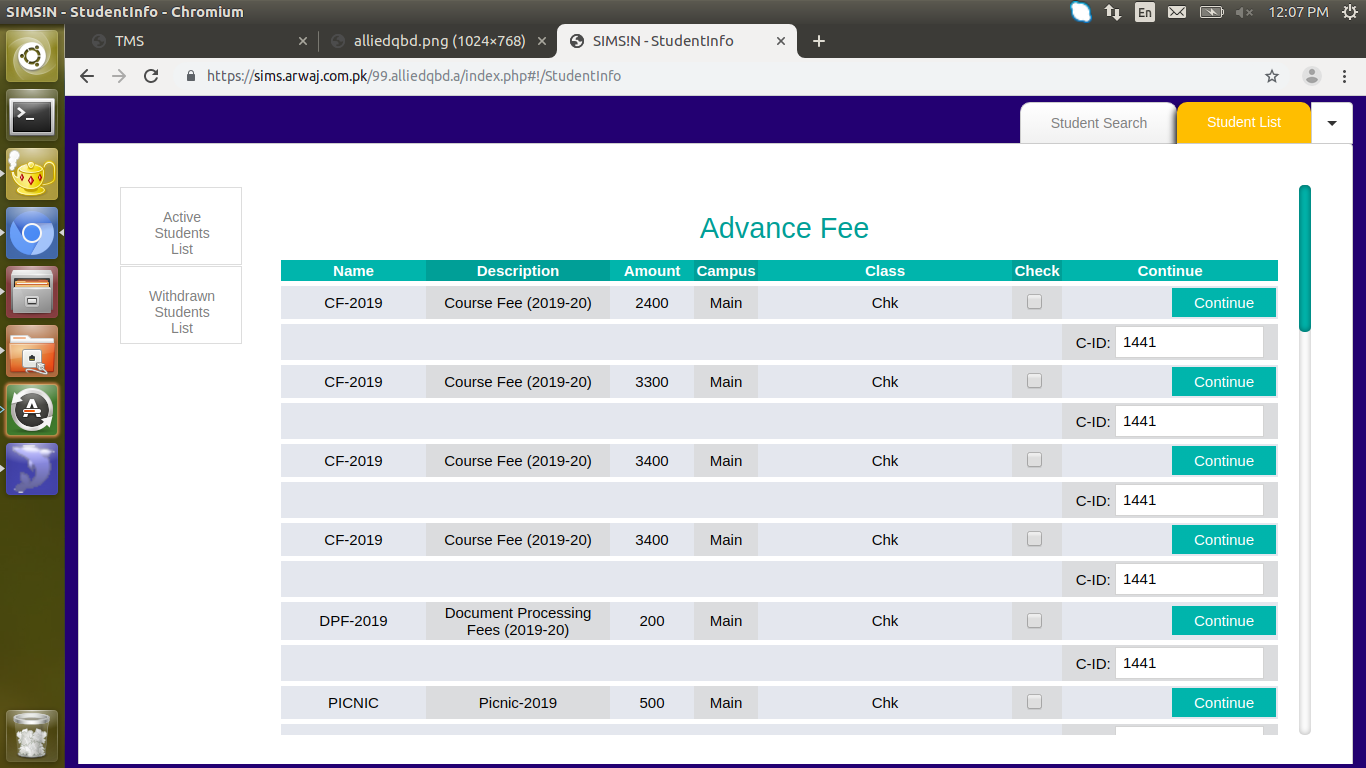 SIMS!N - StudentInfo - Chromium
En
12:07 PM
TMS
alliedqbd.png (1024×768)
SIMS!N - StudentInfo
https://sims.arwaj.com.pk/99.alliedqbd.a/index.php#!/StudentInfo
Student Search
Student List
Active
Students
List
Withdrawn
Students
List
Advance Fee
Name Description Amount Campus Class Check Continue
CF-2019 Course Fee (2019-20) 2400 Main Chk Continue
C-ID: 1441
CF-2019 Course Fee (2019-20) 3300 Main Chk Continue
C-ID: 1441
CF-2019 Course Fee (2019-20) 3400 Main Chk Continue
C-ID: 1441
CF-2019 Course Fee (2019-20) 3400 Main Chk Continue
C-ID: 1441
DPF-2019 Document Processing
Fees (2019-20) 200 Main Chk Continue
C-ID: 1441
PICNIC Picnic-2019 500 Main Chk Continue